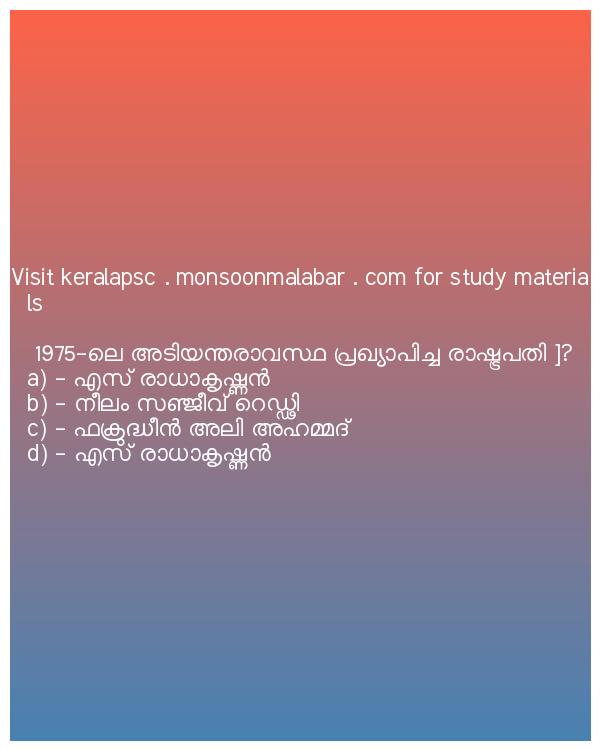 Visit keralapsc . monsoonmalabar . com for study materia
ls
1975-ലെ അടിയന്തരാവസ്ഥ പ്രഖ്യാപിച്ച രാഷ്ട്രപതി ]?
a) - എസ് രാധാകൃഷ്ണൻ
b) - നീലം സഞ്ജീവ് റെഡ്ഢി
c) - ഫക്രുദ്ധീൻ അലി അഹമ്മദ്
d) - എസ് രാധാകൃഷ്ണൻ